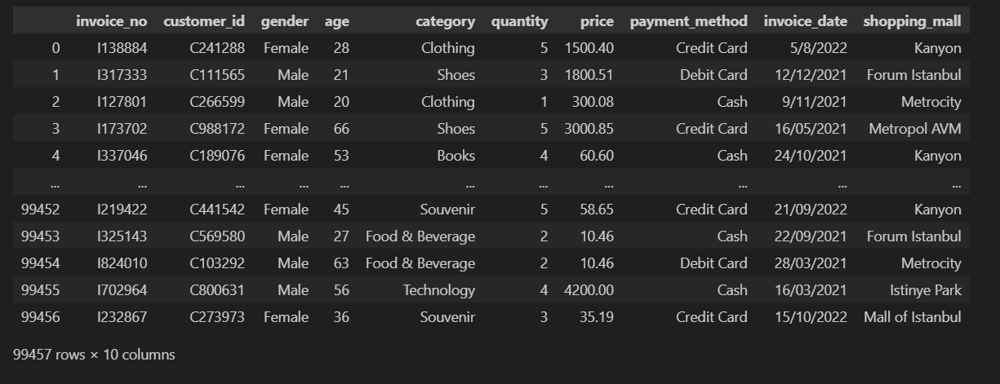 invoice_no customer_id gender age category quantity price payment_method invoice_date shopping_mall
0 I138884 C241288 Female 28 Clothing 5 1500.40 Credit Card 5/8/2022 Kanyon
1 I317333 C111565 Male 21 Shoes 3 1800.51 Debit Card 12/12/2021 Forum Istanbul
2 I127801 C266599 Male 20 Clothing 1 300.08 Cash 9/11/2021 Metrocity
3 I173702 C988172 Female 66 Shoes 5 3000.85 Credit Card 16/05/2021 Metropol AVM
4 I337046 C189076 Female 53 Books 4 60.60 Cash 24/10/2021 Kanyon
... ... ... ... ... ... ... ... ... ... ...
99452 I219422 C441542 Female 45 Souvenir 5 58.65 Credit Card 21/09/2022 Kanyon
99453 I325143 C569580 Male 27 Food & Beverage 2 10.46 Cash 22/09/2021 Forum Istanbul
99454 I824010 C103292 Male 63 Food & Beverage 2 10.46 Debit Card 28/03/2021 Metrocity
99455 I702964 C800631 Male 56 Technology 4 4200.00 Cash 16/03/2021 Istinye Park
99456 I232867 C273973 Female 36 Souvenir 3 35.19 Credit Card 15/10/2022 Mall of Istanbul
99457 rows × 10 columns